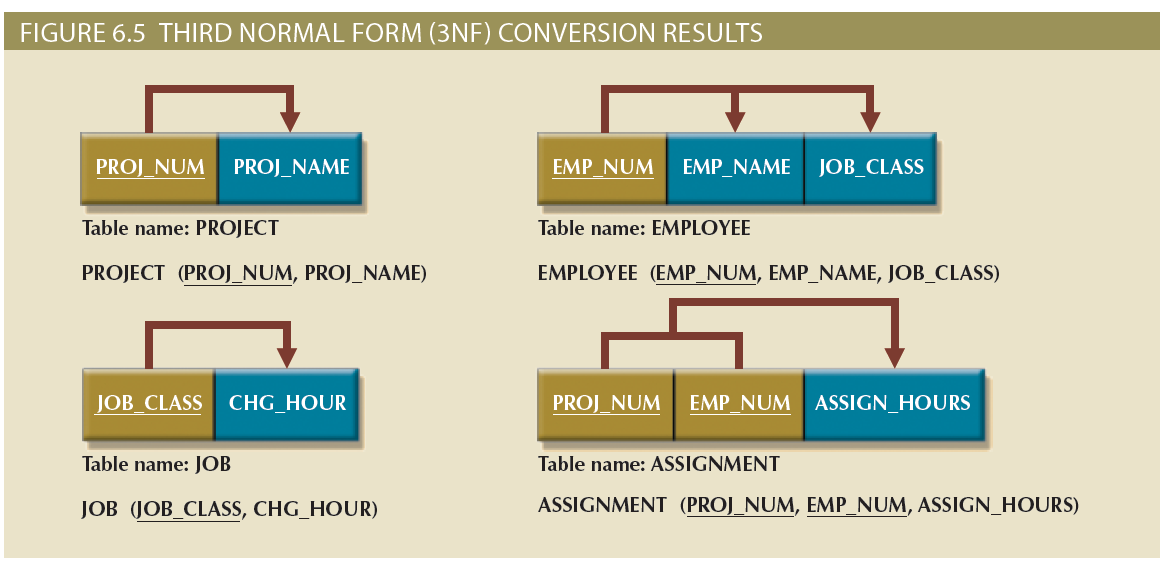 FIGURE 6.5 THIRD NORMAL FORM (3NF) CONVERSION RESULTS
PROJ_NUM PROJ_NAME
Table name: PROJECT
PROJECT (PROJ_NUM, PROJ_NAME)
EMP_NUM EMP_NAME JOB_CLASS
Table name: EMPLOYEE
EMPLOYEE (EMP_NUM, EMP_NAME, JOB_CLASS)
JOB_CLASS CHG_HOUR
Table name: JOB
JOB (JOB_CLASS, CHG_HOUR)
PROJ_NUM EMP_NUM ASSIGN_HOURS
Table name: ASSIGNMENT
ASSIGNMENT (PROJ_NUM, EMP_NUM, ASSIGN_HOURS)